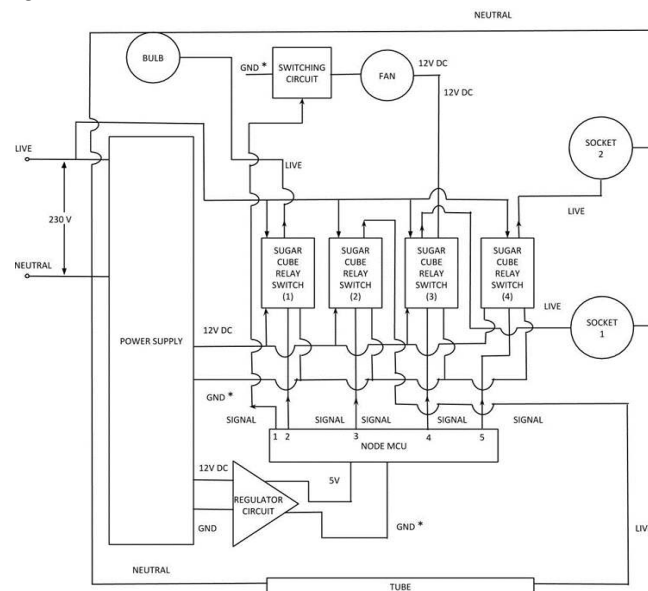 NEUTRAL
BULB
GND *
SWITCHING
CIRCUIT
FAN
12V DC
12V DC
LIVE
LIVE
SOCKET
2
230 V
LIVE
NEUTRAL
SUGAR
CUBE
RELAY
SWITCH
(1)
SUGAR
CUBE
RELAY
SWITCH
(2)
SUGAR
CUBE
RELAY
SWITCH
(3)
SUGAR
CUBE
RELAY
SWITCH
(4)
LIVE
SOCKET
1
POWER SUPPLY
12V DC
GND *
SIGNAL
SIGNAL
SIGNAL
SIGNAL
SIGNAL
1 2 3 4 5
NODE MCU
12V DC
5V
REGULATOR
CIRCUIT
GND
GND *
NEUTRAL
TUBE